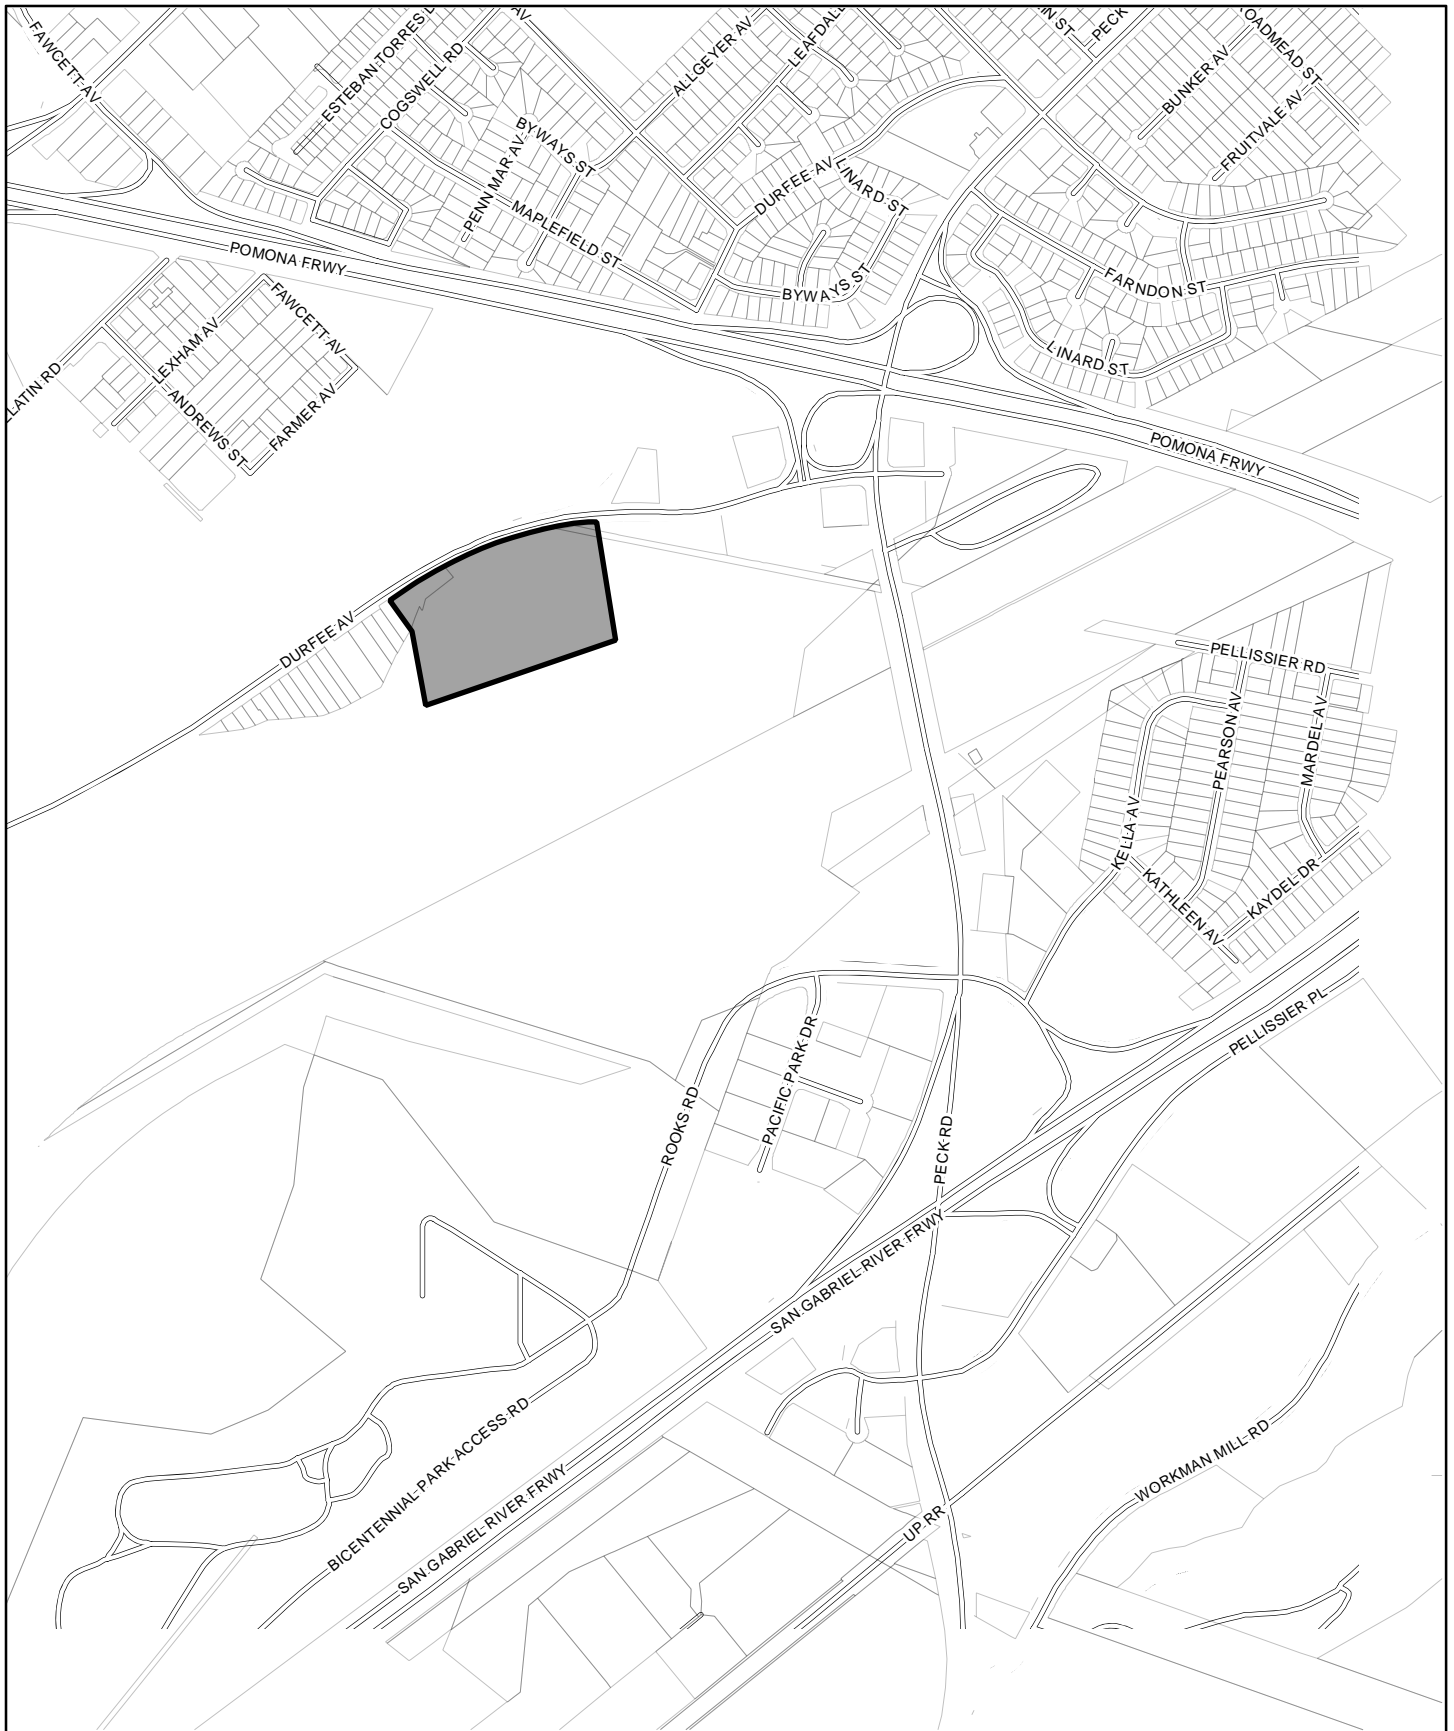 FAWCETT AV
ESTEBAN TORRES
COGSWELL RD
AV
ALLGEYER AV
PECK
BUNKER AV
FRUITVALE AV
BYWAYS ST
PENN MAR AV
MAPLEFIELD ST
DURFEE AV
LINARD ST
POMONA FRWY
BYWAYS ST
FARNDON ST
LINARD ST
FAWCETT AV
LEXHAM AV
ANDREWS ST
FARMER AV
POMONA FRWY
DURFEE AV
PELLISSIER RD
PEARSON AV
MARDEL AV
KELLA AV
KATHLEEN AV
KAYDEL DR
PELLISSIER PL
PACIFIC PARK DR
ROOKS RD
PECK RD
SAN GABRIEL RIVER FRWY
BICENTENNIAL PARK ACCESS RD
SAN GABRIEL RIVER FRWY
WORKMAN MILL RD
UP RR